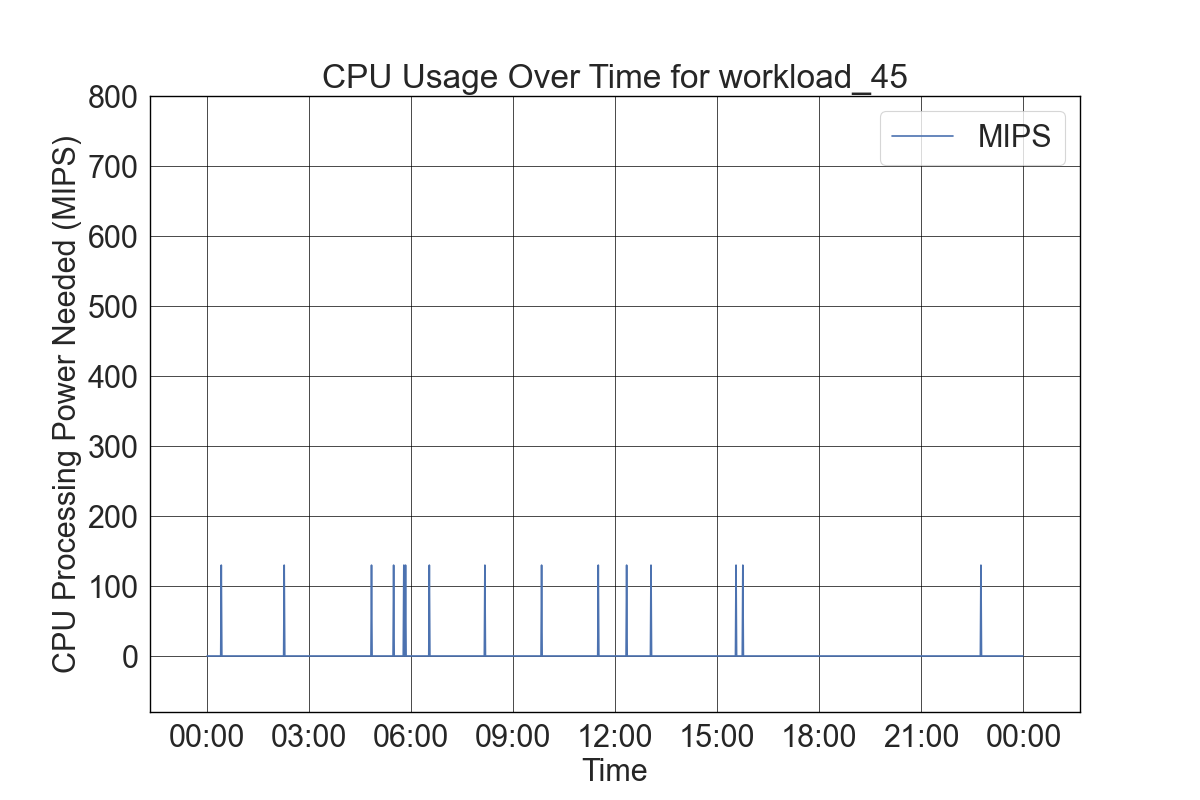 CPU Usage Over Time for workload_45
MIPS
CPU Processing Power Needed (MIPS)
800
700
600
500
400
300
200
100
0
00:00 03:00 06:00 09:00 12:00 15:00 18:00 21:00 00:00
Time